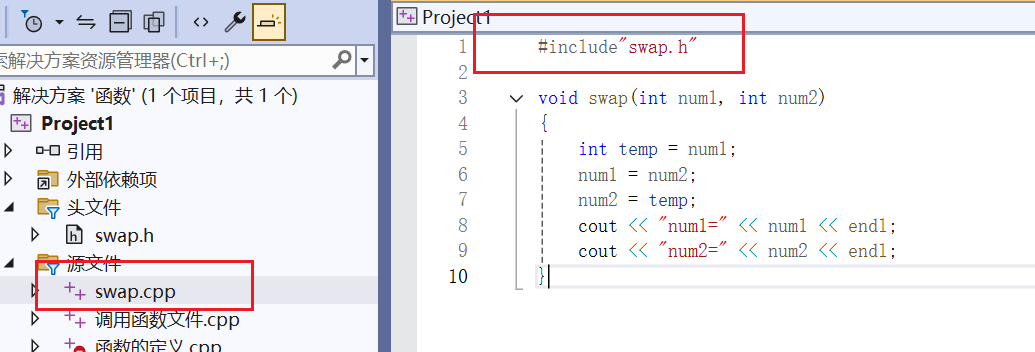 索解决方案资源管理器(Ctrl+;)
解决方案 '函数' (1 个项目，共 1 个)
Project1
引用
外部依赖项
头文件
swap.h
源文件
swap.cpp
调用函数文件.cpp
函数的定义.cpp
Project1
1 #include"swap.h"
2
3 void swap(int num1, int num2)
4 {
5 int temp = num1;
6 num1 = num2;
7 num2 = temp;
8 cout << "num1=" << num1 << endl;
9 cout << "num2=" << num2 << endl;
10 }